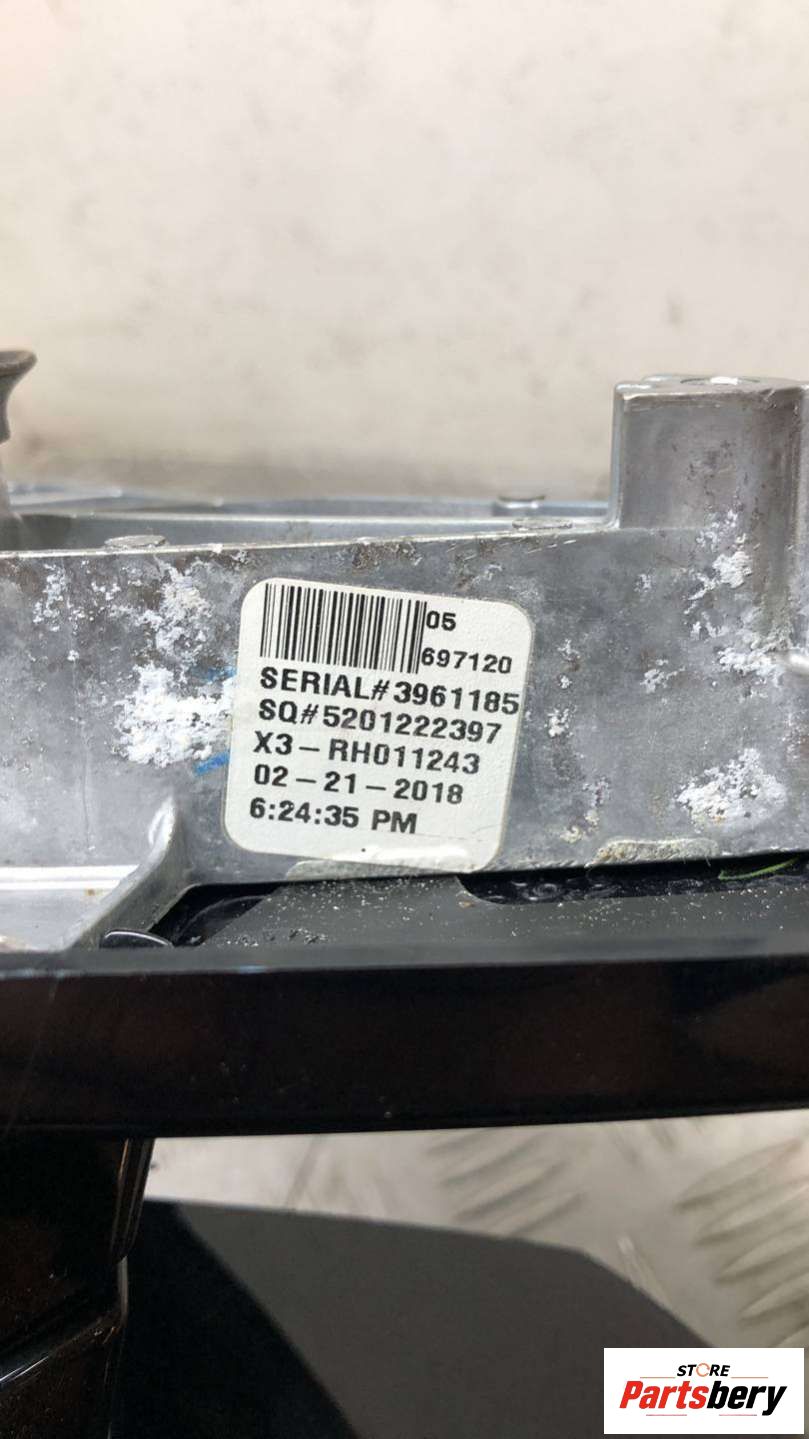 05
697120
SERIAL#3961185
SQ#5201222397
X3-RH011243
02-21-2018
6:24:35 PM
STORE
Partsbery